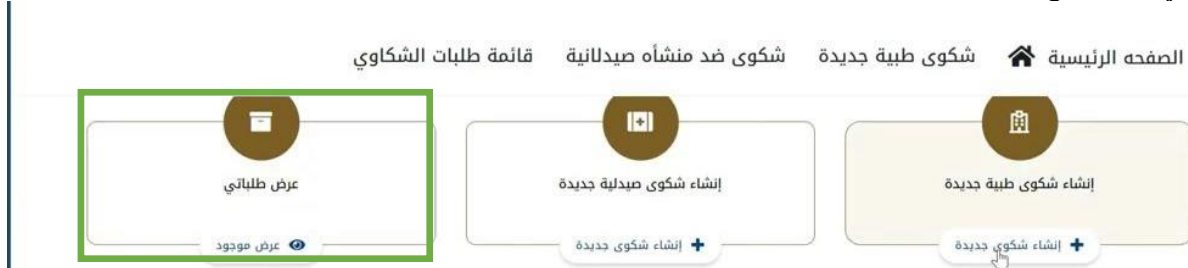 الصفحه الرئيسية شكوى طبية جديدة شكوى ضد منشأه صيدلانية قائمة طلبات الشكاوي
إنشاء شكوى طبية جديدة إنشاء شكوى صيدلية جديدة عرض طلباتي
إنشاء شكوى جديدة إنشاء شكوى جديدة عرض موجود